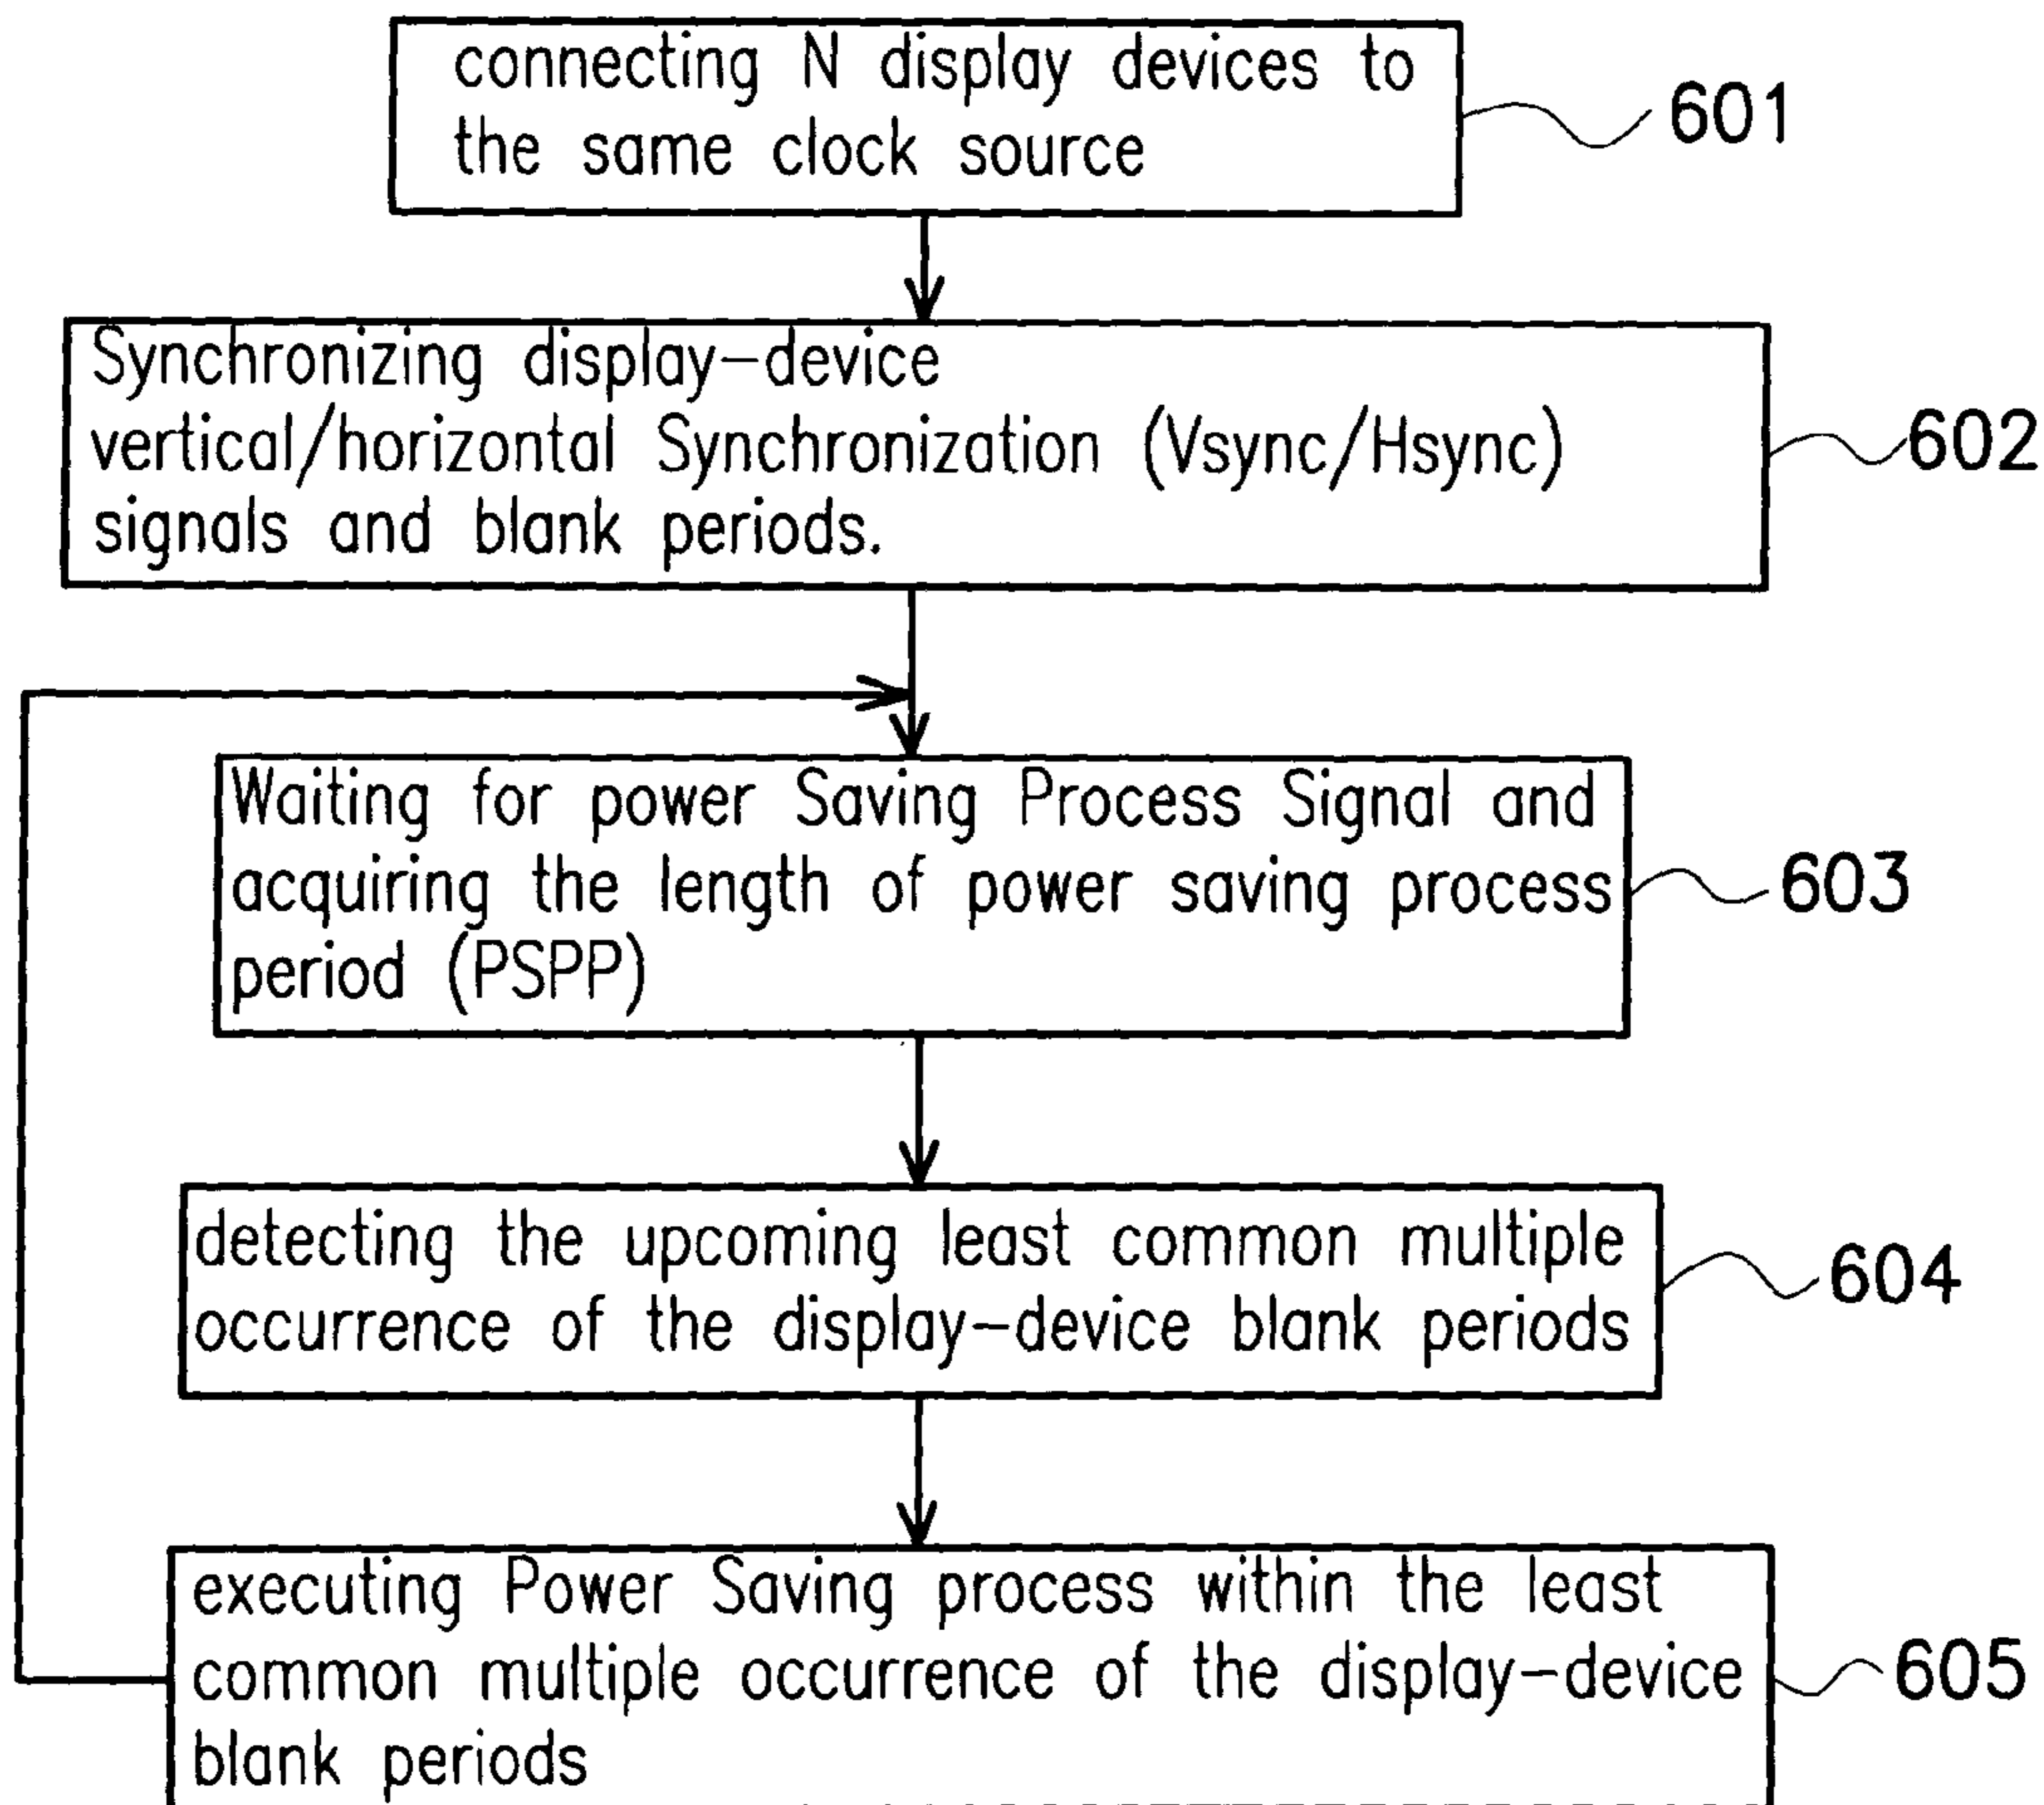 connecting N display devices to
the same clock source
601
Synchronizing display-device
vertical/horizontal Synchronization (Vsync/Hsync)
signals and blank periods.
602
Waiting for power Saving Process Signal and
acquiring the length of power saving process
period (PSPP)
603
detecting the upcoming least common multiple
occurrence of the display-device blank periods
604
executing Power Saving process within the least
common multiple occurrence of the display-device
blank periods
605